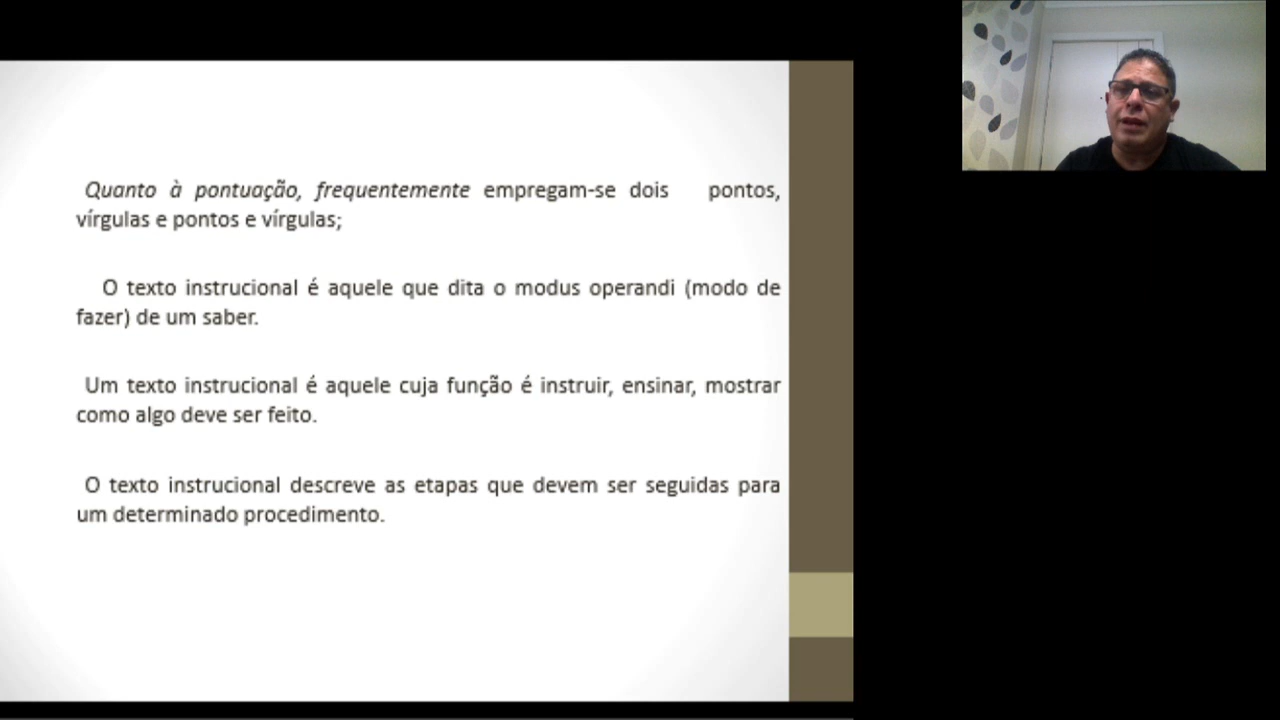 Quanto à pontuação, frequentemente empregam-se dois pontos,
vírgulas e pontos e vírgulas;
O texto instrucional é aquele que dita o modus operandi (modo de
fazer) de um saber.
Um texto instrucional é aquele cuja função é instruir, ensinar, mostrar
como algo deve ser feito.
O texto instrucional descreve as etapas que devem ser seguidas para
um determinado procedimento.